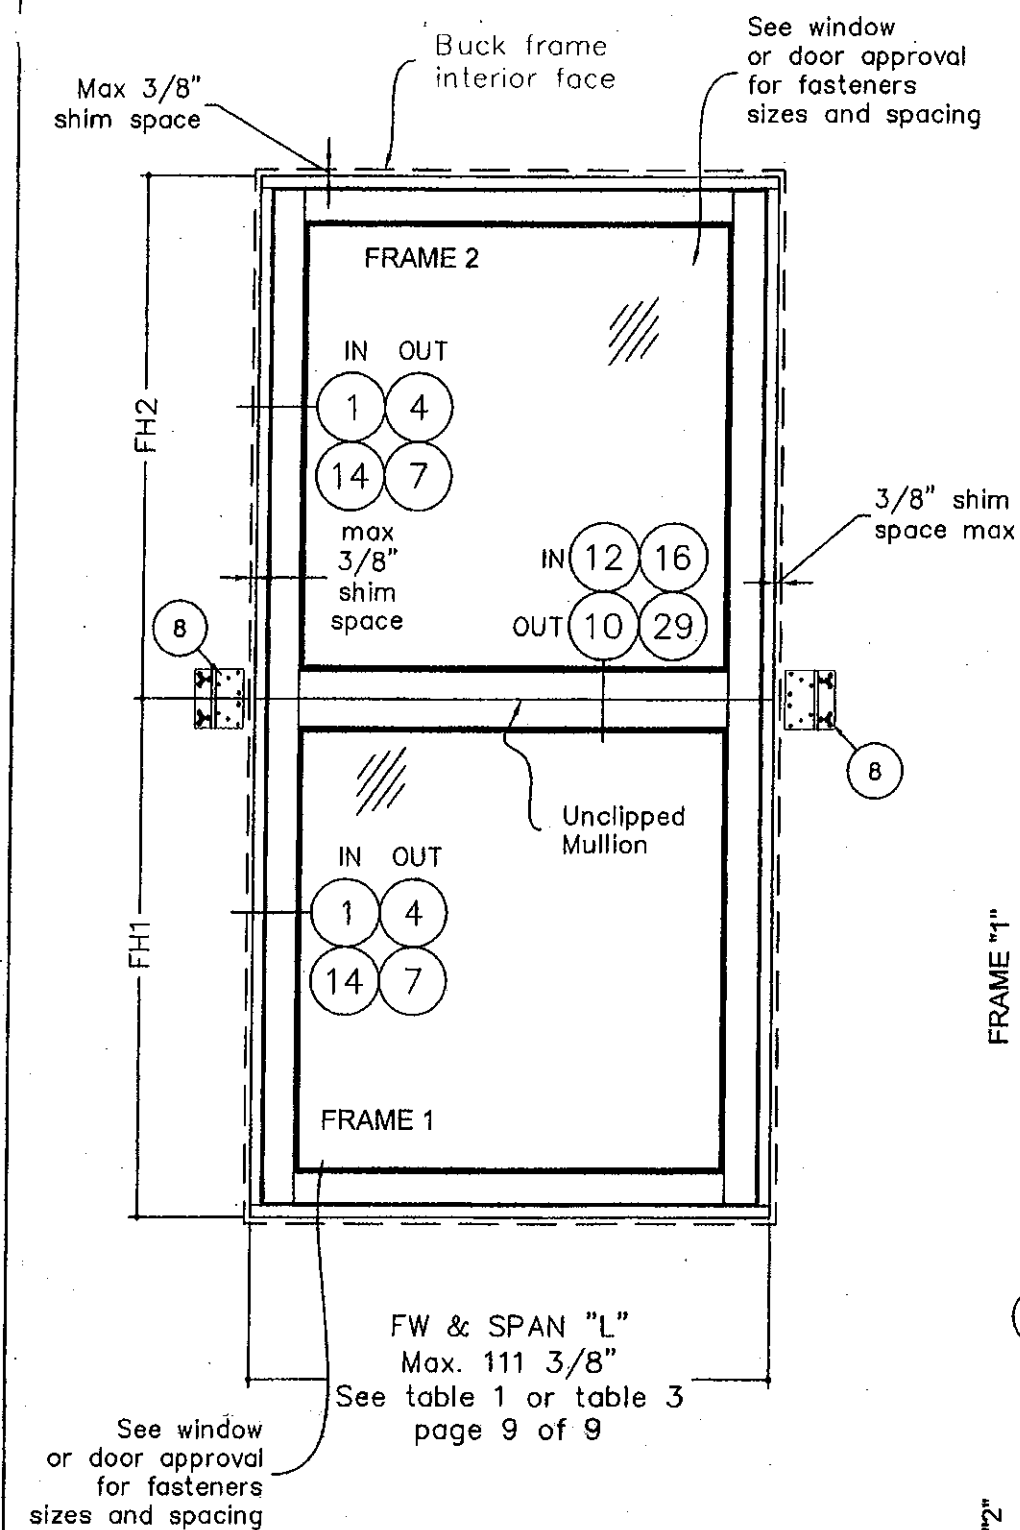 Buck frame
interior face
See window
or door approval
for fasteners
sizes and spacing
Max 3/8"
shim space
FRAME 2
IN OUT
1 4
14 7
max
3/8"
shim
space
FH2
3/8" shim
space max
IN 12 16
OUT 10 29
8
8
Unclipped
Mullion
IN OUT
1 4
14 7
FH1
FRAME 1
FRAME "1"
FW & SPAN "L"
Max. 111 3/8"
See table 1 or table 3
page 9 of 9
See window
or door approval
for fasteners
sizes and spacing
"2"